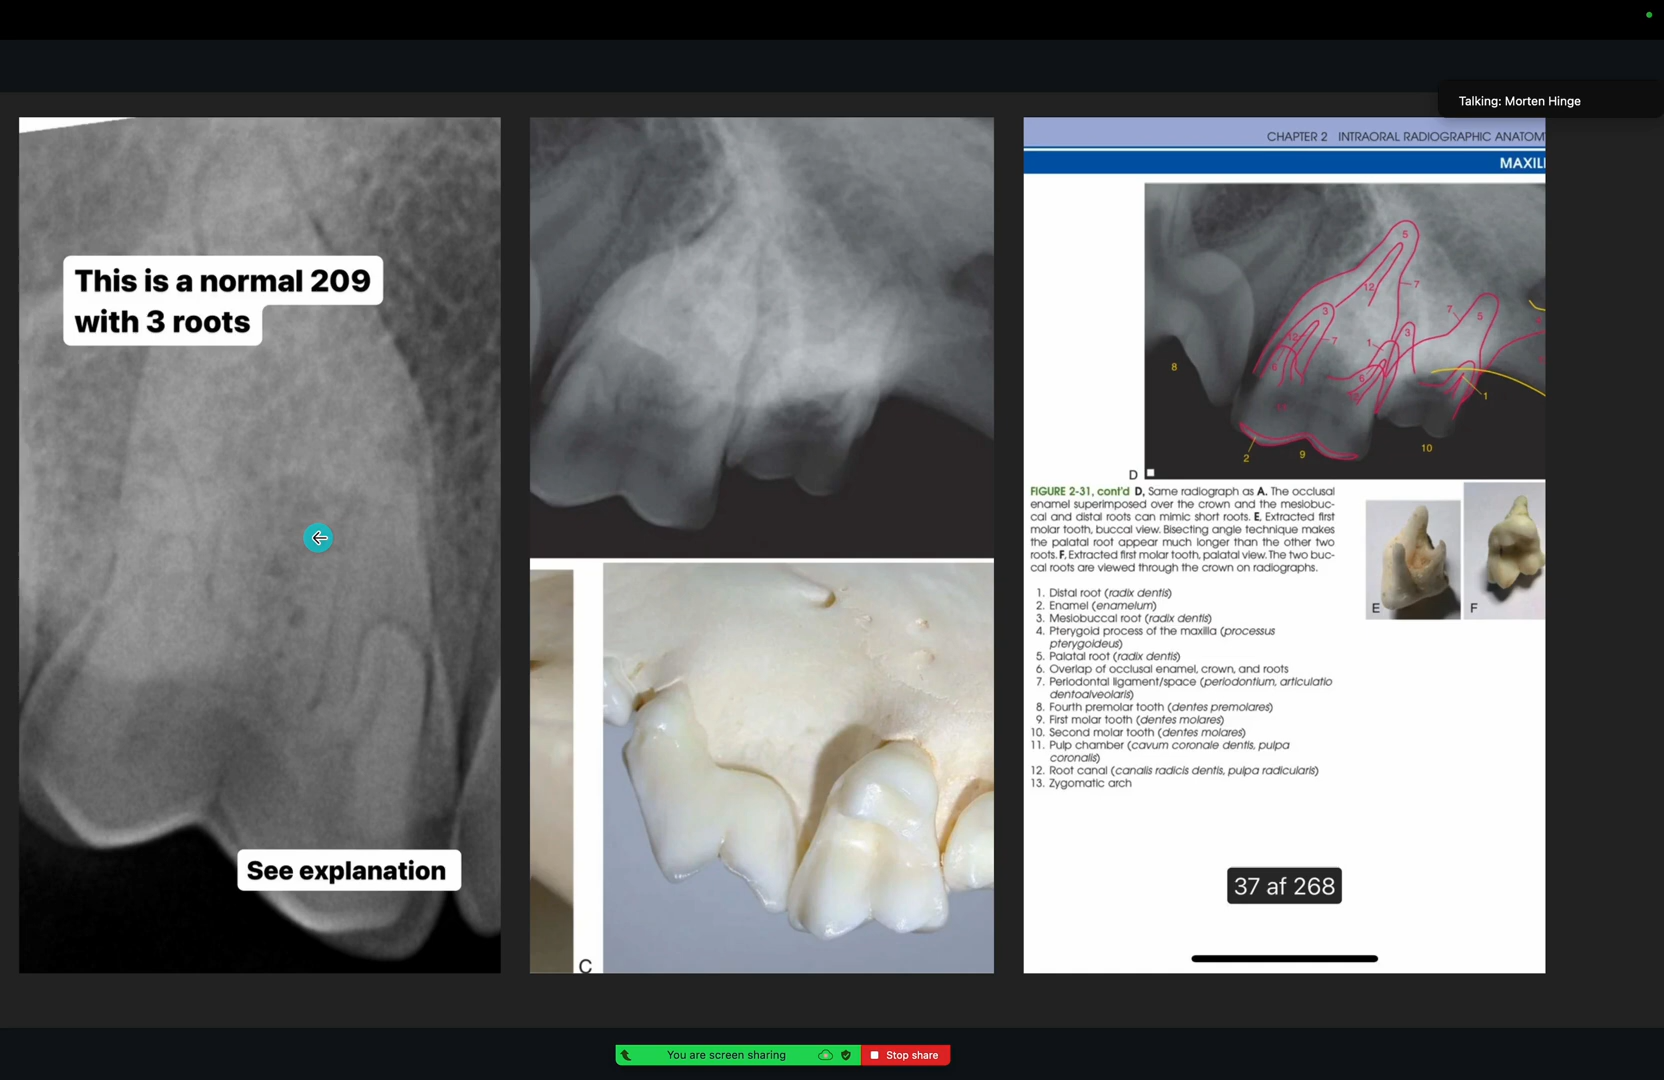 Talking: Morten Hinge
This is a normal 209
with 3 roots
See explanation
C
CHAPTER 2 INTRAORAL RADIOGRAPHIC ANATOM
MAXIL
5
12
7
3
12
7
7
5
1
3
6
8
1
2
9
10
D
FIGURE 2-31, cont'd D, Same radiograph as A. The occlusal
enamel superimposed over the crown and the mesiobuc-
cal and distal roots can mimic short roots. E, Extracted first
molar tooth, buccal view. Bisecting angle technique makes
the palatal root appear much longer than the other two
roots. F, Extracted first molar tooth, palatal view. The two buc-
cal roots are viewed through the crown on radiographs.
E
F
1. Distal root (radix dentis)
2. Enamel (enamelum)
3. Mesiobuccal root (radix dentis)
4. Pterygoid process of the maxilla (processus
pterygoideus)
5. Palatal root (radix dentis)
6. Overlap of occlusal enamel, crown, and roots
7. Periodontal ligament/space (periodontium, articulatio
dentoalveolaris)
8. Fourth premolar tooth (dentes premolares)
9. First molar tooth (dentes molares)
10. Second molar tooth (dentes molares)
11. Pulp chamber (cavum coronale dentis, pulpa
coronalis)
12. Root canal (canalis radicis dentis, pulpa radicularis)
13. Zygomatic arch
37 af 268
You are screen sharing
Stop share